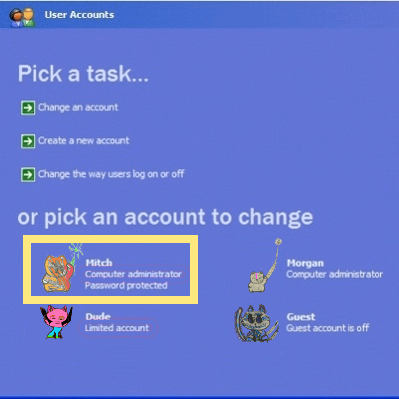 User Accounts
Pick a task...
Change an account
Create a new account
Change the way users log on or off
or pick an account to change
Mitch
Computer administrator
Password protected
Morgan
Computer administrator
Dude
Limited account
Guest
Guest account is off